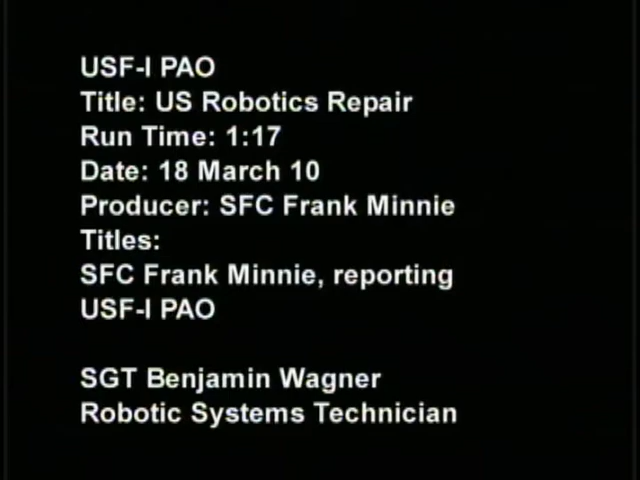 USF-I PAO
Title: US Robotics Repair
Run Time: 1:17
Date: 18 March 10
Producer: SFC Frank Minnie
Titles:
SFC Frank Minnie, reporting
USF-I PAO
SGT Benjamin Wagner
Robotic Systems Technician